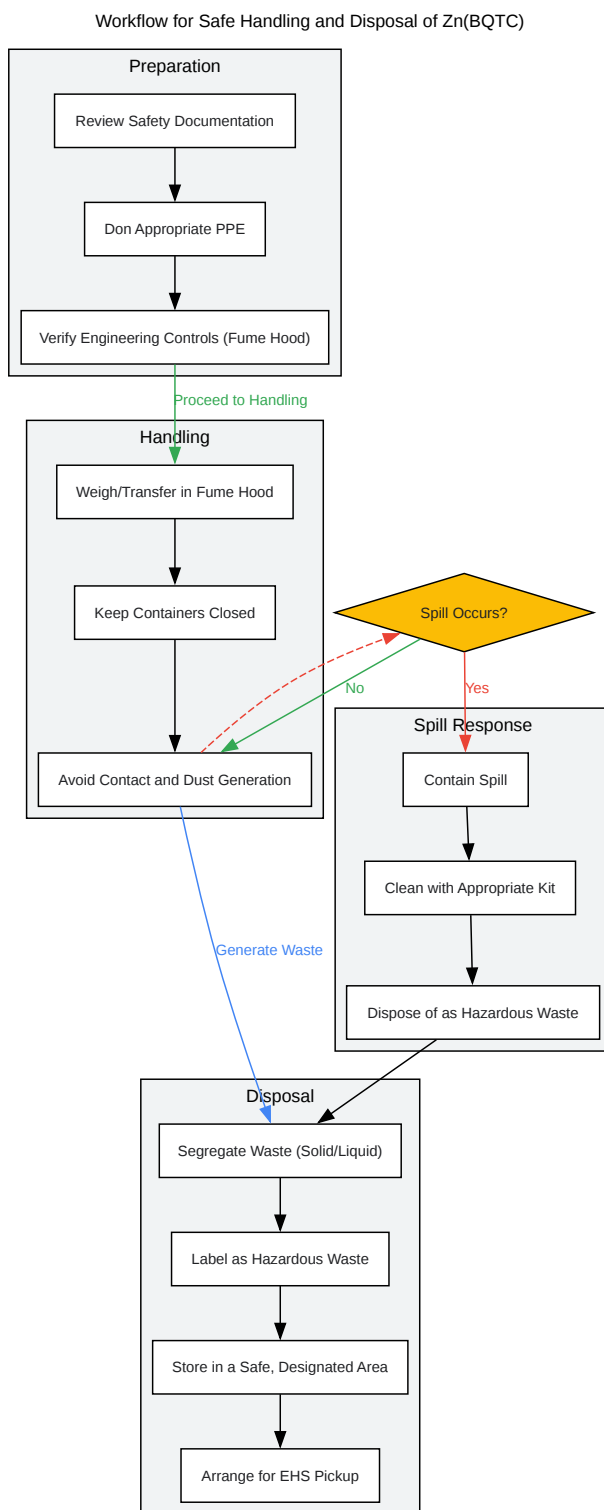 Workflow for Safe Handling and Disposal of Zn(BQTC)
Preparation
Review Safety Documentation
Don Appropriate PPE
Verify Engineering Controls (Fume Hood)
Proceed to Handling
Handling
Weigh/Transfer in Fume Hood
Keep Containers Closed
Spill Occurs?
No
Yes
Avoid Contact and Dust Generation
Spill Response
Contain Spill
Clean with Appropriate Kit
Dispose of as Hazardous Waste
Generate Waste
Disposal
Segregate Waste (Solid/Liquid)
Label as Hazardous Waste
Store in a Safe, Designated Area
Arrange for EHS Pickup